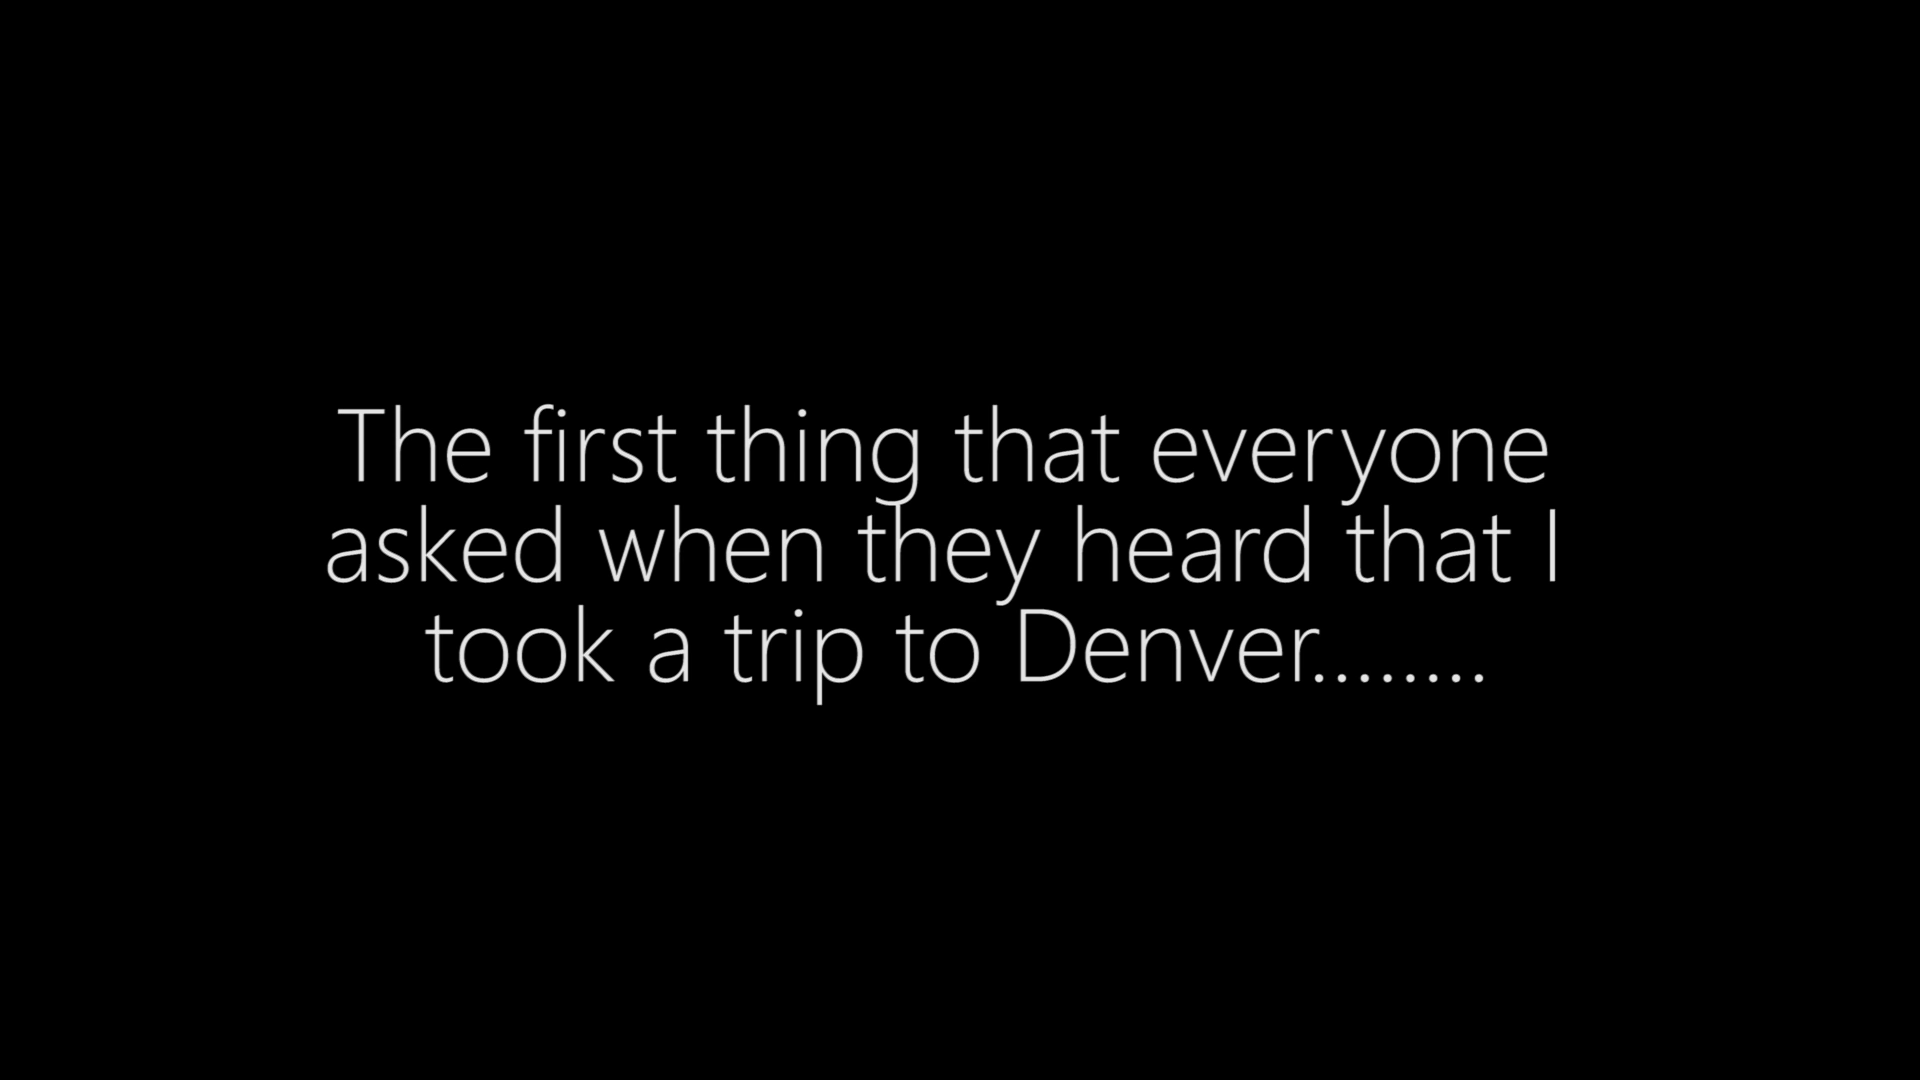 The first thing that everyone
asked when they heard that I
took a trip to Denver........